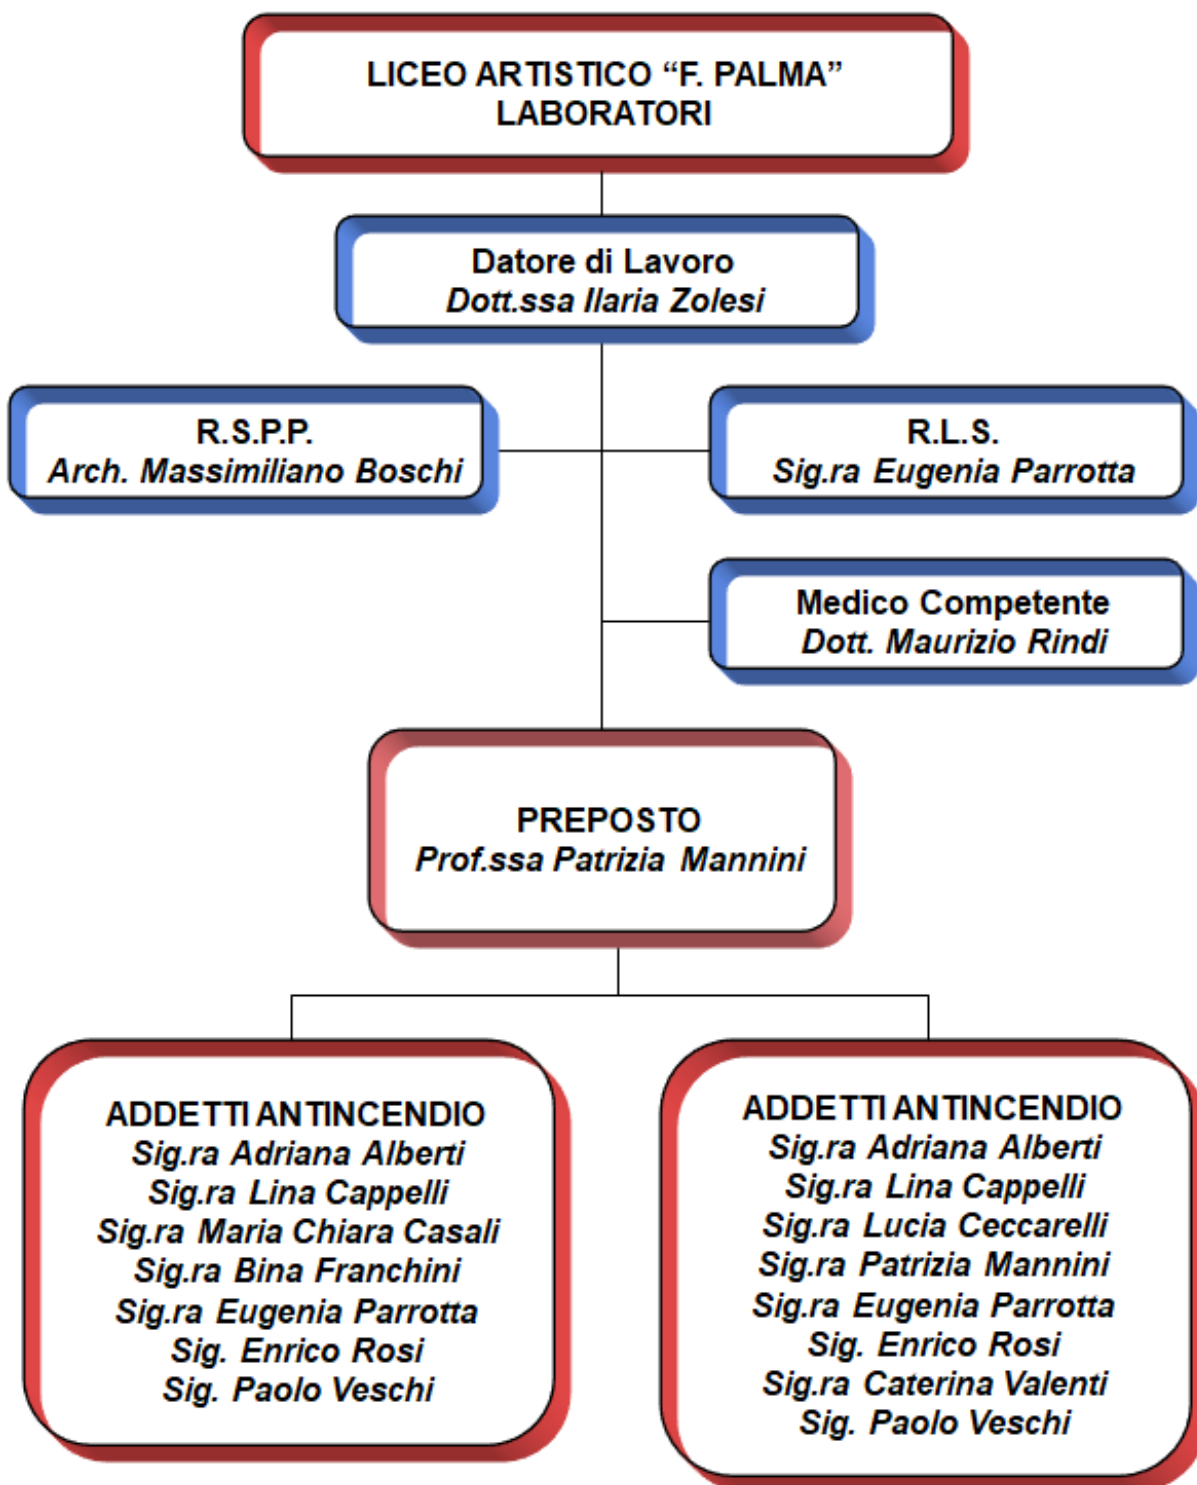 LICEO ARTISTICO “F. PALMA”
LABORATORI
Datore di Lavoro
Dott.ssa Ilaria Zolesi
R.S.P.P.
Arch. Massimiliano Boschi
R.L.S.
Sig.ra Eugenia Parrotta
Medico Competente
Dott. Maurizio Rindi
PREPOSTO
Prof.ssa Patrizia Mannini
ADDETTI ANTINCENDIO
Sig.ra Adriana Alberti
Sig.ra Lina Cappelli
Sig.ra Maria Chiara Casali
Sig.ra Bina Franchini
Sig.ra Eugenia Parrotta
Sig. Enrico Rosi
Sig. Paolo Veschi
ADDETTI ANTINCENDIO
Sig.ra Adriana Alberti
Sig.ra Lina Cappelli
Sig.ra Lucia Ceccarelli
Sig.ra Patrizia Mannini
Sig.ra Eugenia Parrotta
Sig. Enrico Rosi
Sig.ra Caterina Valenti
Sig. Paolo Veschi